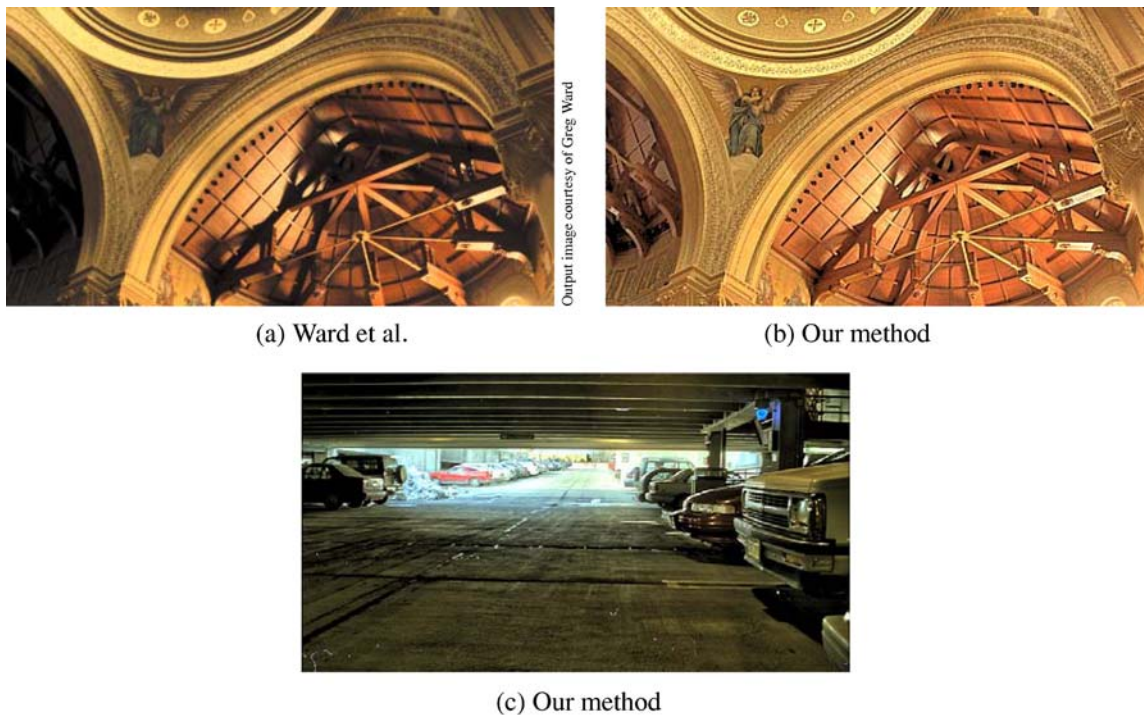 Output image courtesy of Greg Ward
(a) Ward et al.
(b) Our method
(c) Our method